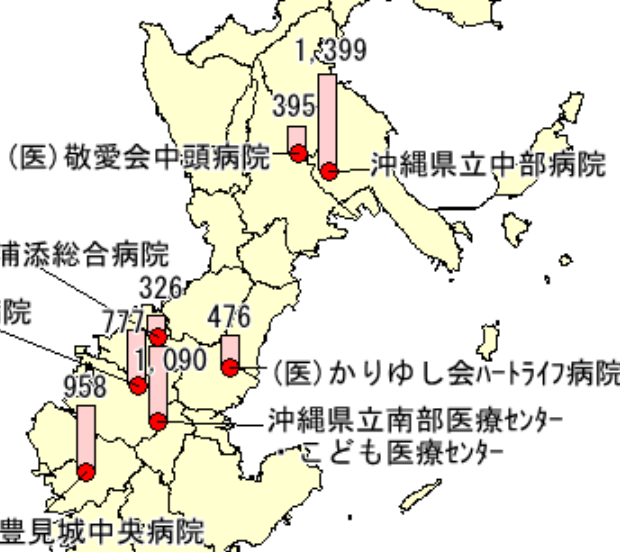 1,399
395
(医)敬愛会中頭病院
沖縄県立中部病院
浦添総合病院
326
病院
777
476
1,090
(医)かりゆし会ハートライフ病院
958
沖縄県立南部医療センター
・こども医療センター
豊見城中央病院